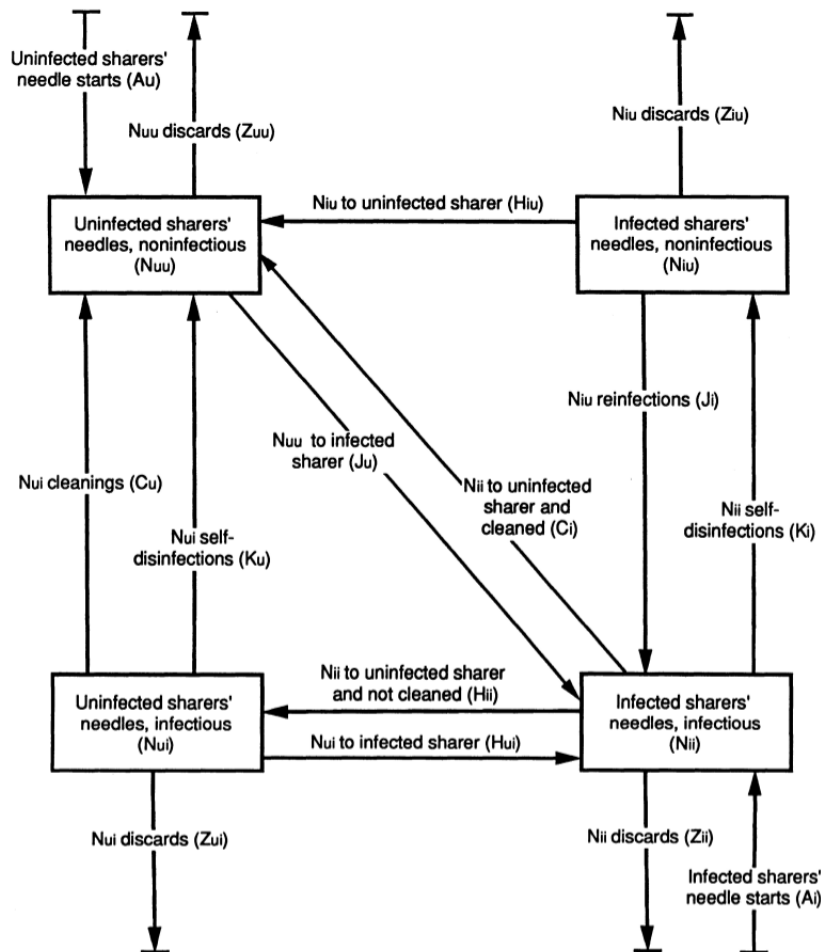 Uninfected sharers'
needle starts (Au)
Nuu discards (Zuu)
Niu discards (Ziu)
Niu to uninfected sharer (Hiu)
Uninfected sharers'
needles, noninfectious
(Nuu)
Infected sharers'
needles, noninfectious
(Niu)
Niu reinfections (Ji)
Nuu to infected
sharer (Ju)
Nui cleanings (Cu)
Nii to uninfected
sharer and
cleaned (Ci)
Nui self-
disinfections (Ku)
Nii self-
disinfections (Ki)
Nii to uninfected sharer
and not cleaned (Hii)
Uninfected sharers'
needles, infectious
(Nui)
Infected sharers'
needles, infectious
(Nii)
Nui to infected sharer (Hui)
Nui discards (Zui)
Nii discards (Zii)
Infected sharers'
needle starts (Ai)